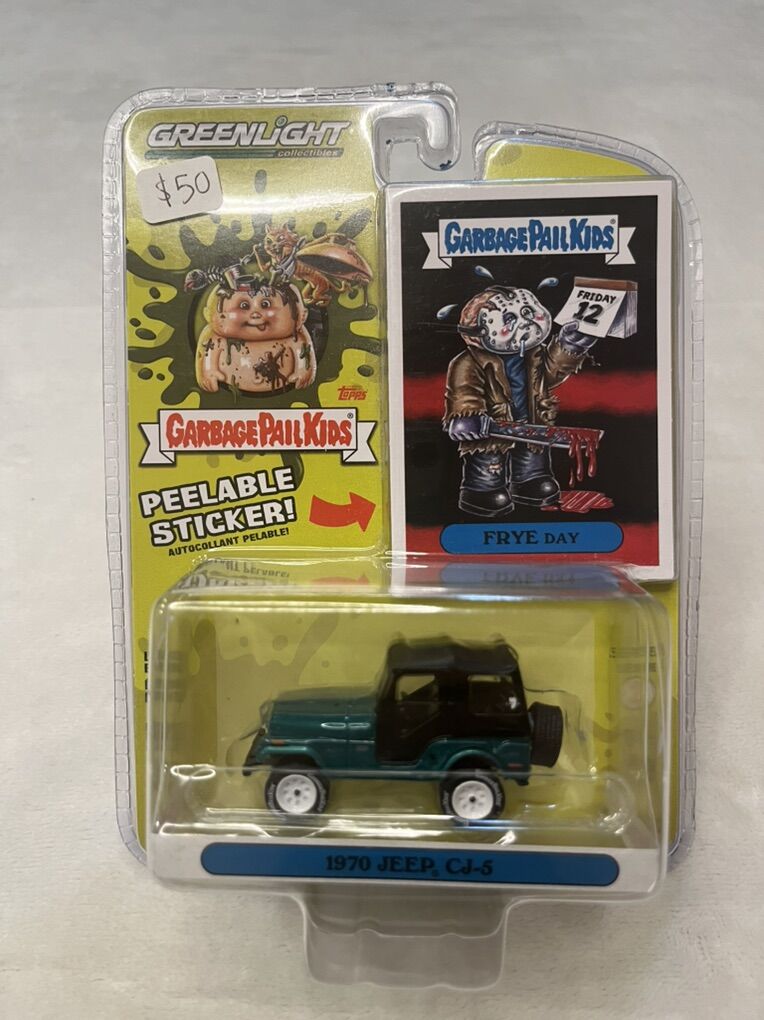 GREENLiGHT
collectibles
$50
GARBAGE PAIL KIDS®
FRIDAY
12
TOPPS
GARBAGE PAIL KIDS®
PEELABLE
STICKER!
AUTOCOLLANT PELABLE!
FRYE DAY
1970 JEEP® CJ-5